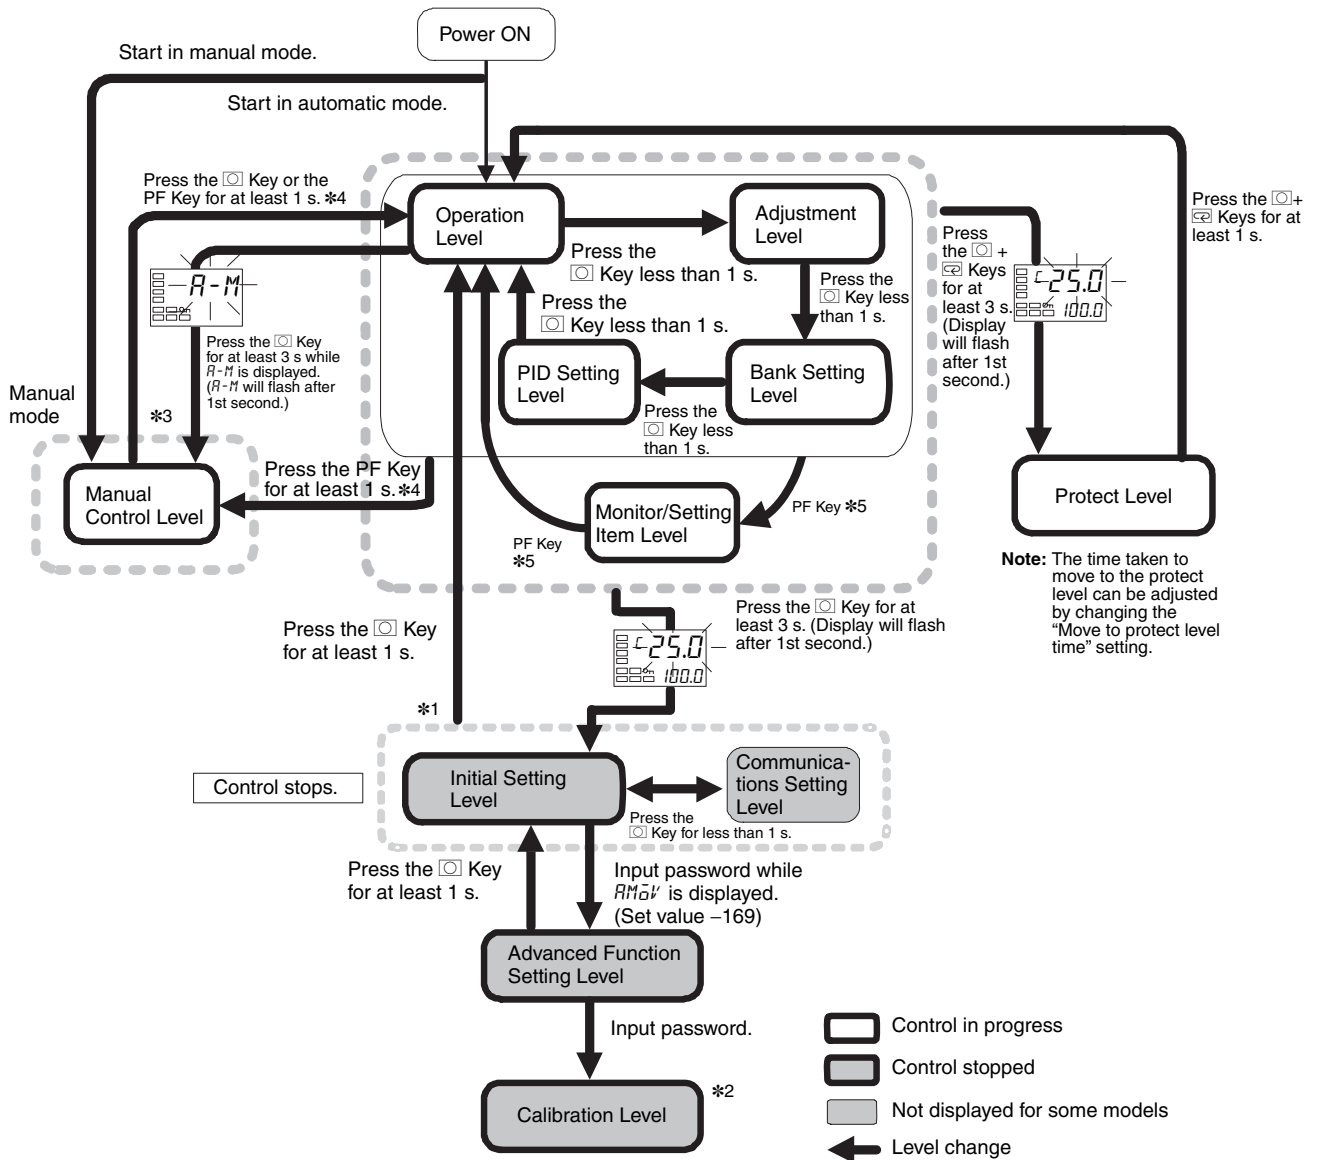 Power ON
Start in manual mode.
Start in automatic mode.
Press the Key or the
PF Key for at least 1 s. ✽4
Operation
Level
Adjustment
Level
Press the
Key less than 1 s.
Press the
Key less
than 1 s.
Press the
Key less than 1 s.
PID Setting
Level
Bank Setting
Level
Press the
Key less
than 1 s.
Press
the +
Keys
for at
least 3 s.
(Display
will flash
after 1st
second.)
25.0
100.0
Press the +
Keys for at
least 1 s.
A-M
Press the Key
for at least 3 s while
A-M is displayed.
(A-M will flash after
1st second.)
Manual
mode
✽3
Manual
Control Level
Press the PF Key
for at least 1 s.✽4
Monitor/Setting
Item Level
PF Key ✽5
PF Key
✽5
Protect Level
Note: The time taken to
move to the protect
level can be adjusted
by changing the
“Move to protect level
time” setting.
Press the Key for at
least 3 s. (Display will flash
after 1st second.)
C25.0
100.0
Press the Key
for at least 1 s.
✽1
Control stops.
Initial Setting
Level
Communica-
tions Setting
Level
Press the
Key for less than 1 s.
Press the Key
for at least 1 s.
Input password while
AMoV is displayed.
(Set value –169)
Advanced Function
Setting Level
Input password.
Calibration Level
✽2
Control in progress
Control stopped
Not displayed for some models
Level change